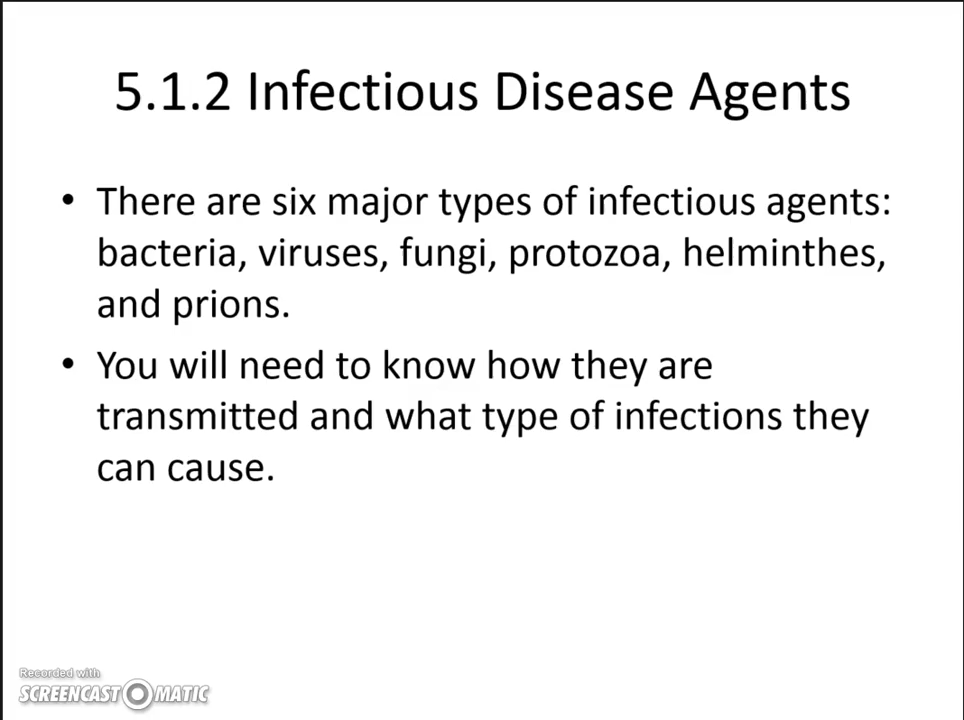 5.1.2 Infectious Disease Agents
• There are six major types of infectious agents:
bacteria, viruses, fungi, protozoa, helminthes,
and prions.
• You will need to know how they are
transmitted and what type of infections they
can cause.
Recorded with
SCREENCAST MATIC